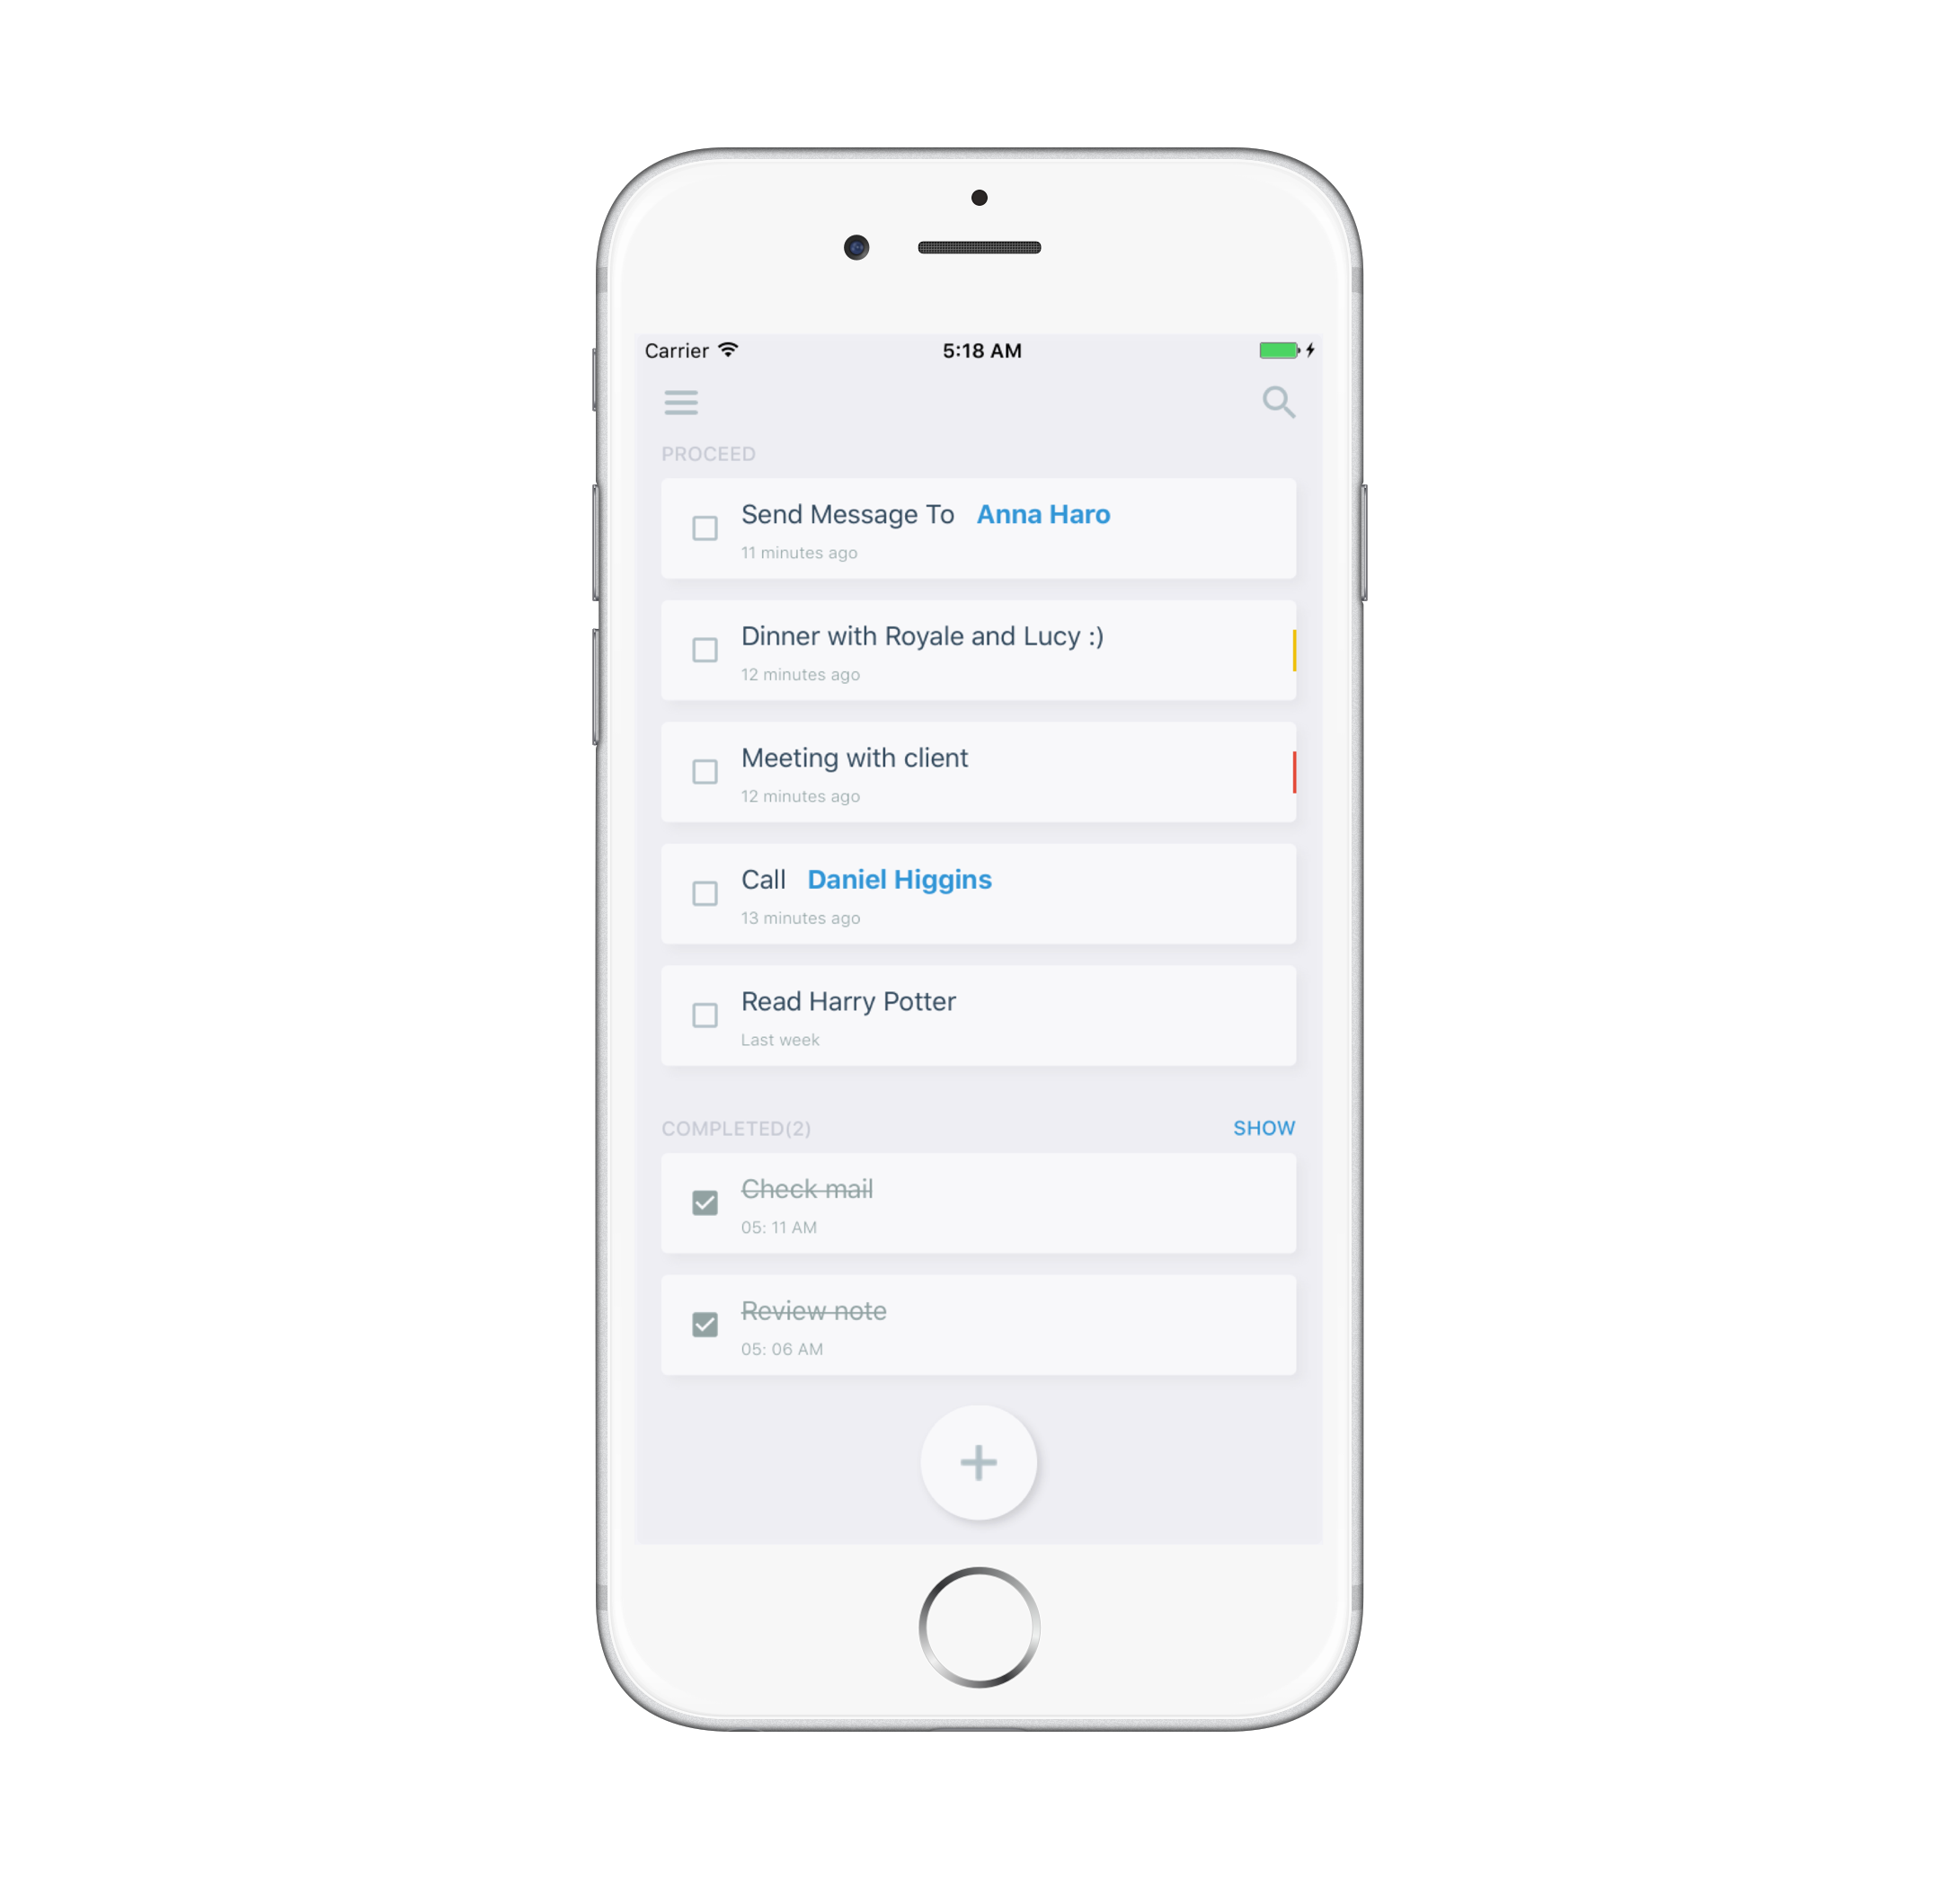 Carrier 5:18 AM
PROCEED
Send Message To Anna Haro
11 minutes ago
Dinner with Royale and Lucy :)
12 minutes ago
Meeting with client
12 minutes ago
Call Daniel Higgins
13 minutes ago
Read Harry Potter
Last week
COMPLETED(2) SHOW
Check mail
05: 11 AM
Review note
05: 06 AM